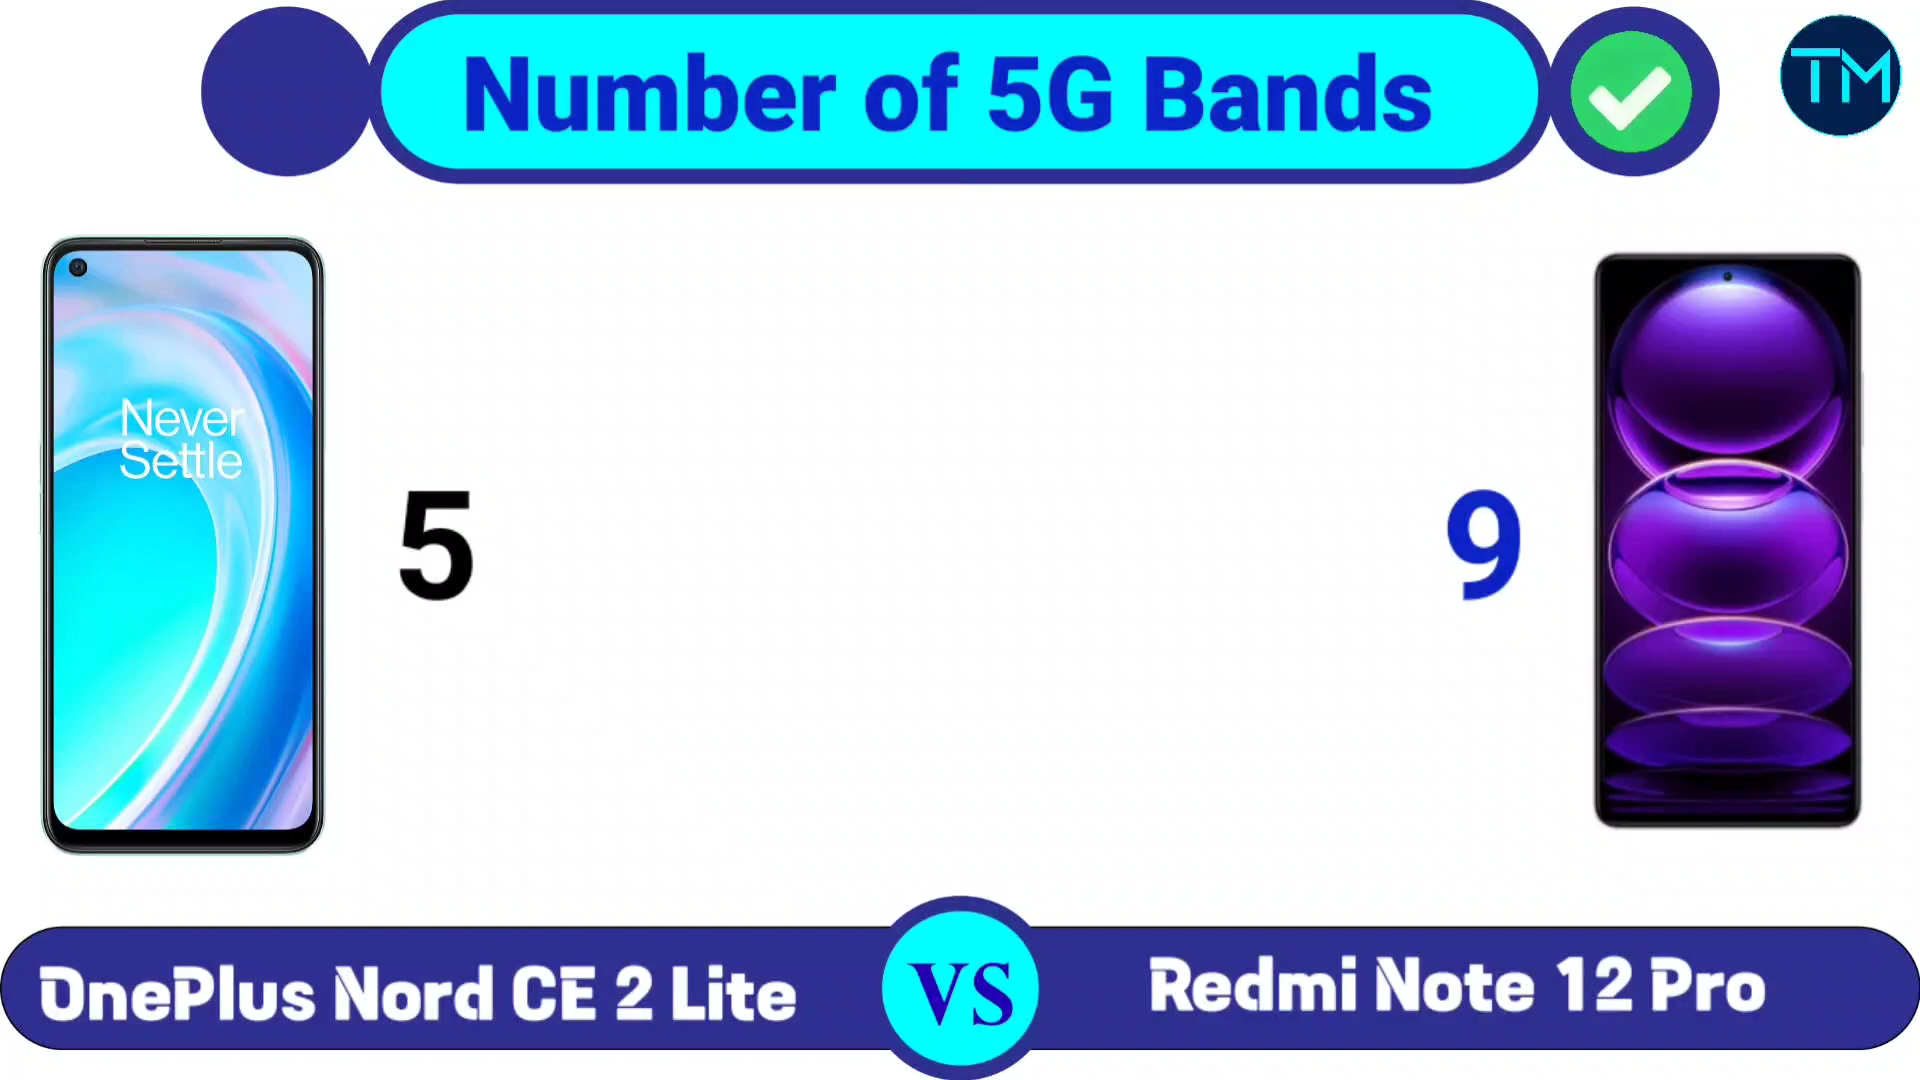 Number of 5G Bands
TM
Never
Settle
5
9
OnePlus Nord CE 2 Lite
VS
Redmi Note 12 Pro